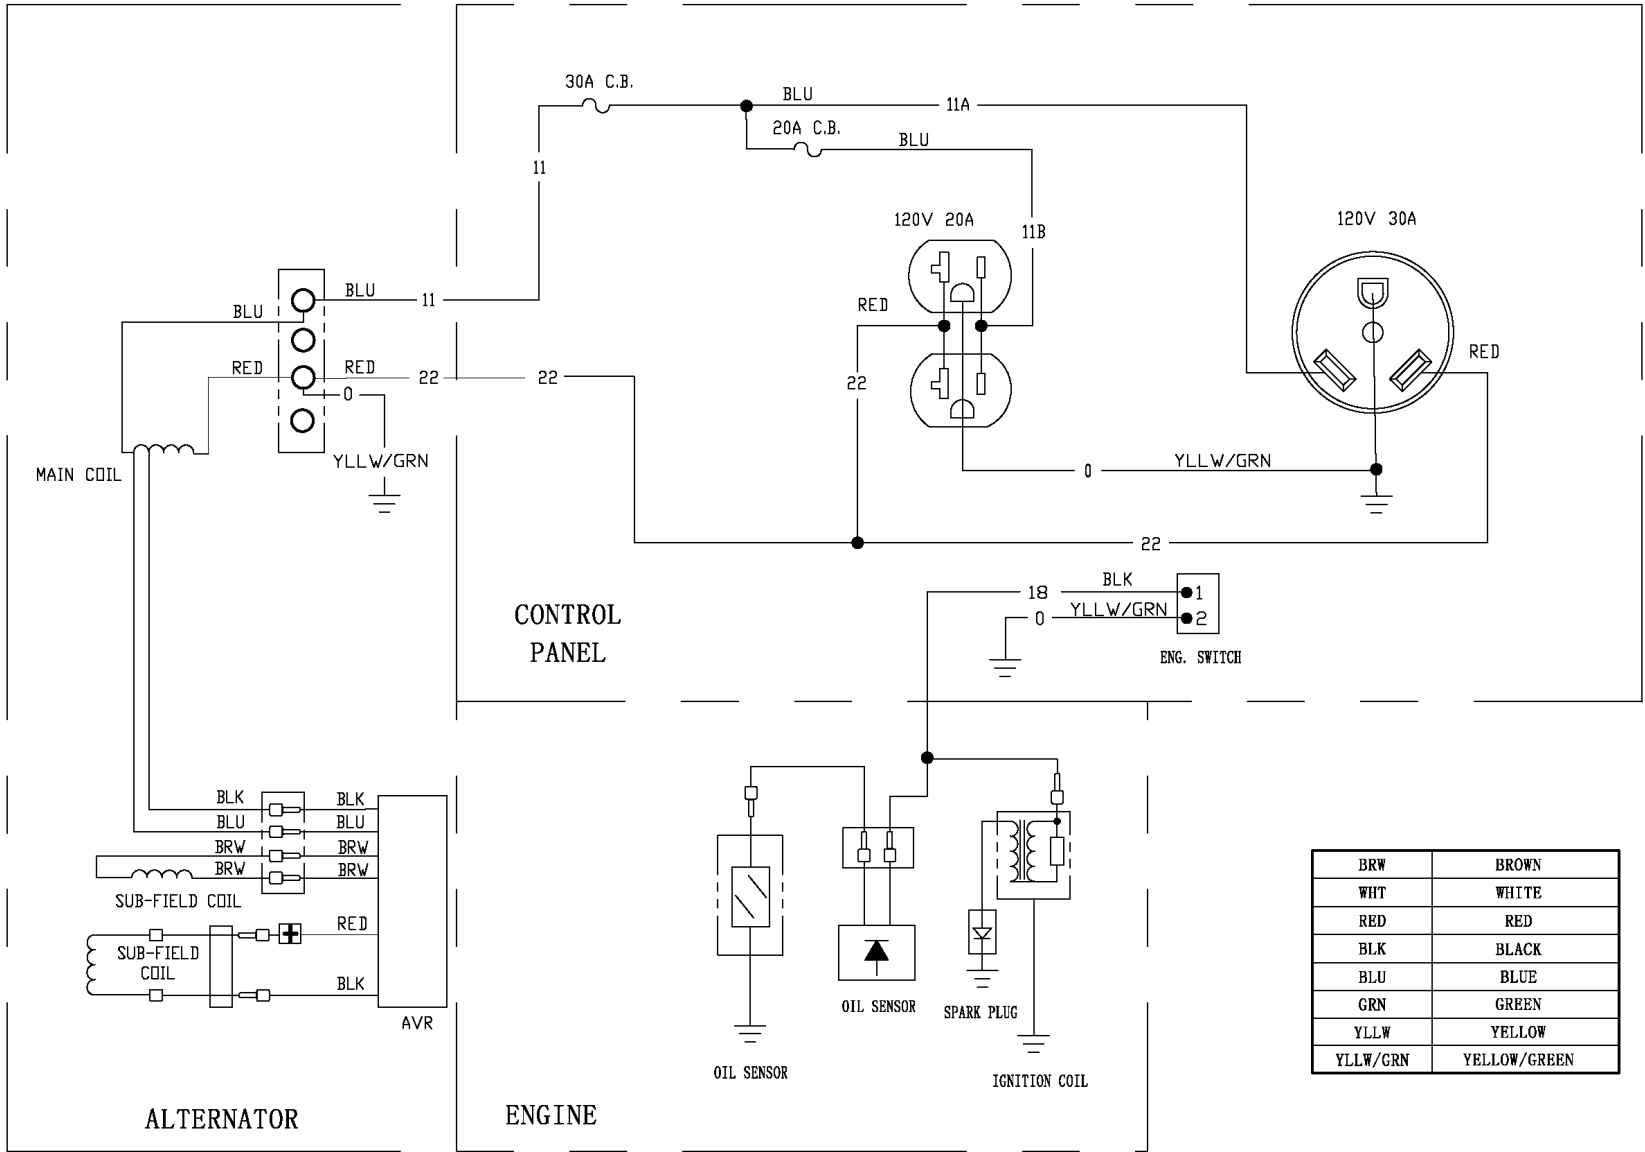 30A C.B.
BLU
11A
20A C.B.
BLU
11
120V 20A
11B
120V 30A
BLU
11
BLU
RED
RED
RED
RED
22
22
22
0
MAIN COIL
YLLW/GRN
0
YLLW/GRN
22
CONTROL
PANEL
18
BLK
1
0
YLLW/GRN
2
ENG. SWITCH
BLK
BLK
BLU
BLU
BRW
BRW
BRW
BRW
SUB-FIELD COIL
RED
SUB-FIELD
COIL
BLK
AVR
OIL SENSOR
SPARK PLUG
OIL SENSOR
IGNITION COIL
ALTERNATOR
ENGINE
BRW BROWN
WHT WHITE
RED RED
BLK BLACK
BLU BLUE
GRN GREEN
YLLW YELLOW
YLLW/GRN YELLOW/GREEN